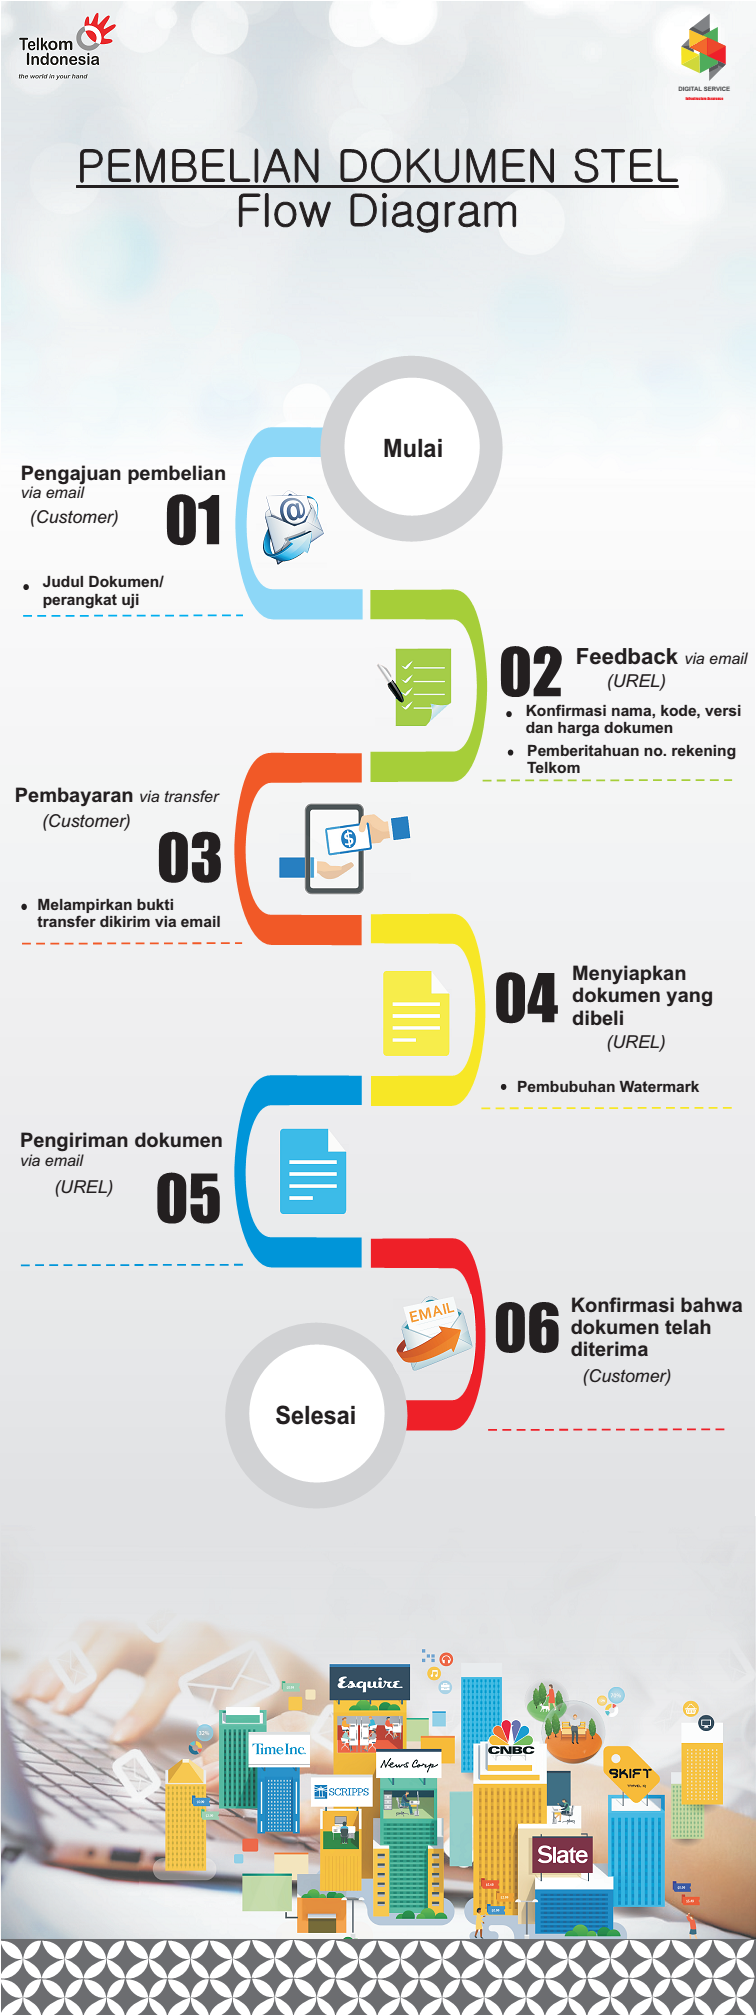 Telkom
Indonesia
the world in your hand
DIGITAL SERVICE
PEMBELIAN DOKUMEN STEL
Flow Diagram
Mulai
Pengajuan pembelian
via email
(Customer)
01
• Judul Dokumen/
perangkat uji
02
Feedback via email
(UREL)
• Konfirmasi nama, kode, versi
dan harga dokumen
• Pemberitahuan no. rekening
Telkom
Pembayaran via transfer
(Customer)
03
• Melampirkan bukti
transfer dikirim via email
04
Menyiapkan
dokumen yang
dibeli
(UREL)
• Pembubuhan Watermark
Pengiriman dokumen
via email
(UREL)
05
EMAIL
06
Konfirmasi bahwa
dokumen telah
diterima
(Customer)
Selesai
Esquire
32%
Time Inc.
News Corp
CNBC
SCRIPPS
SKIFT
Slate